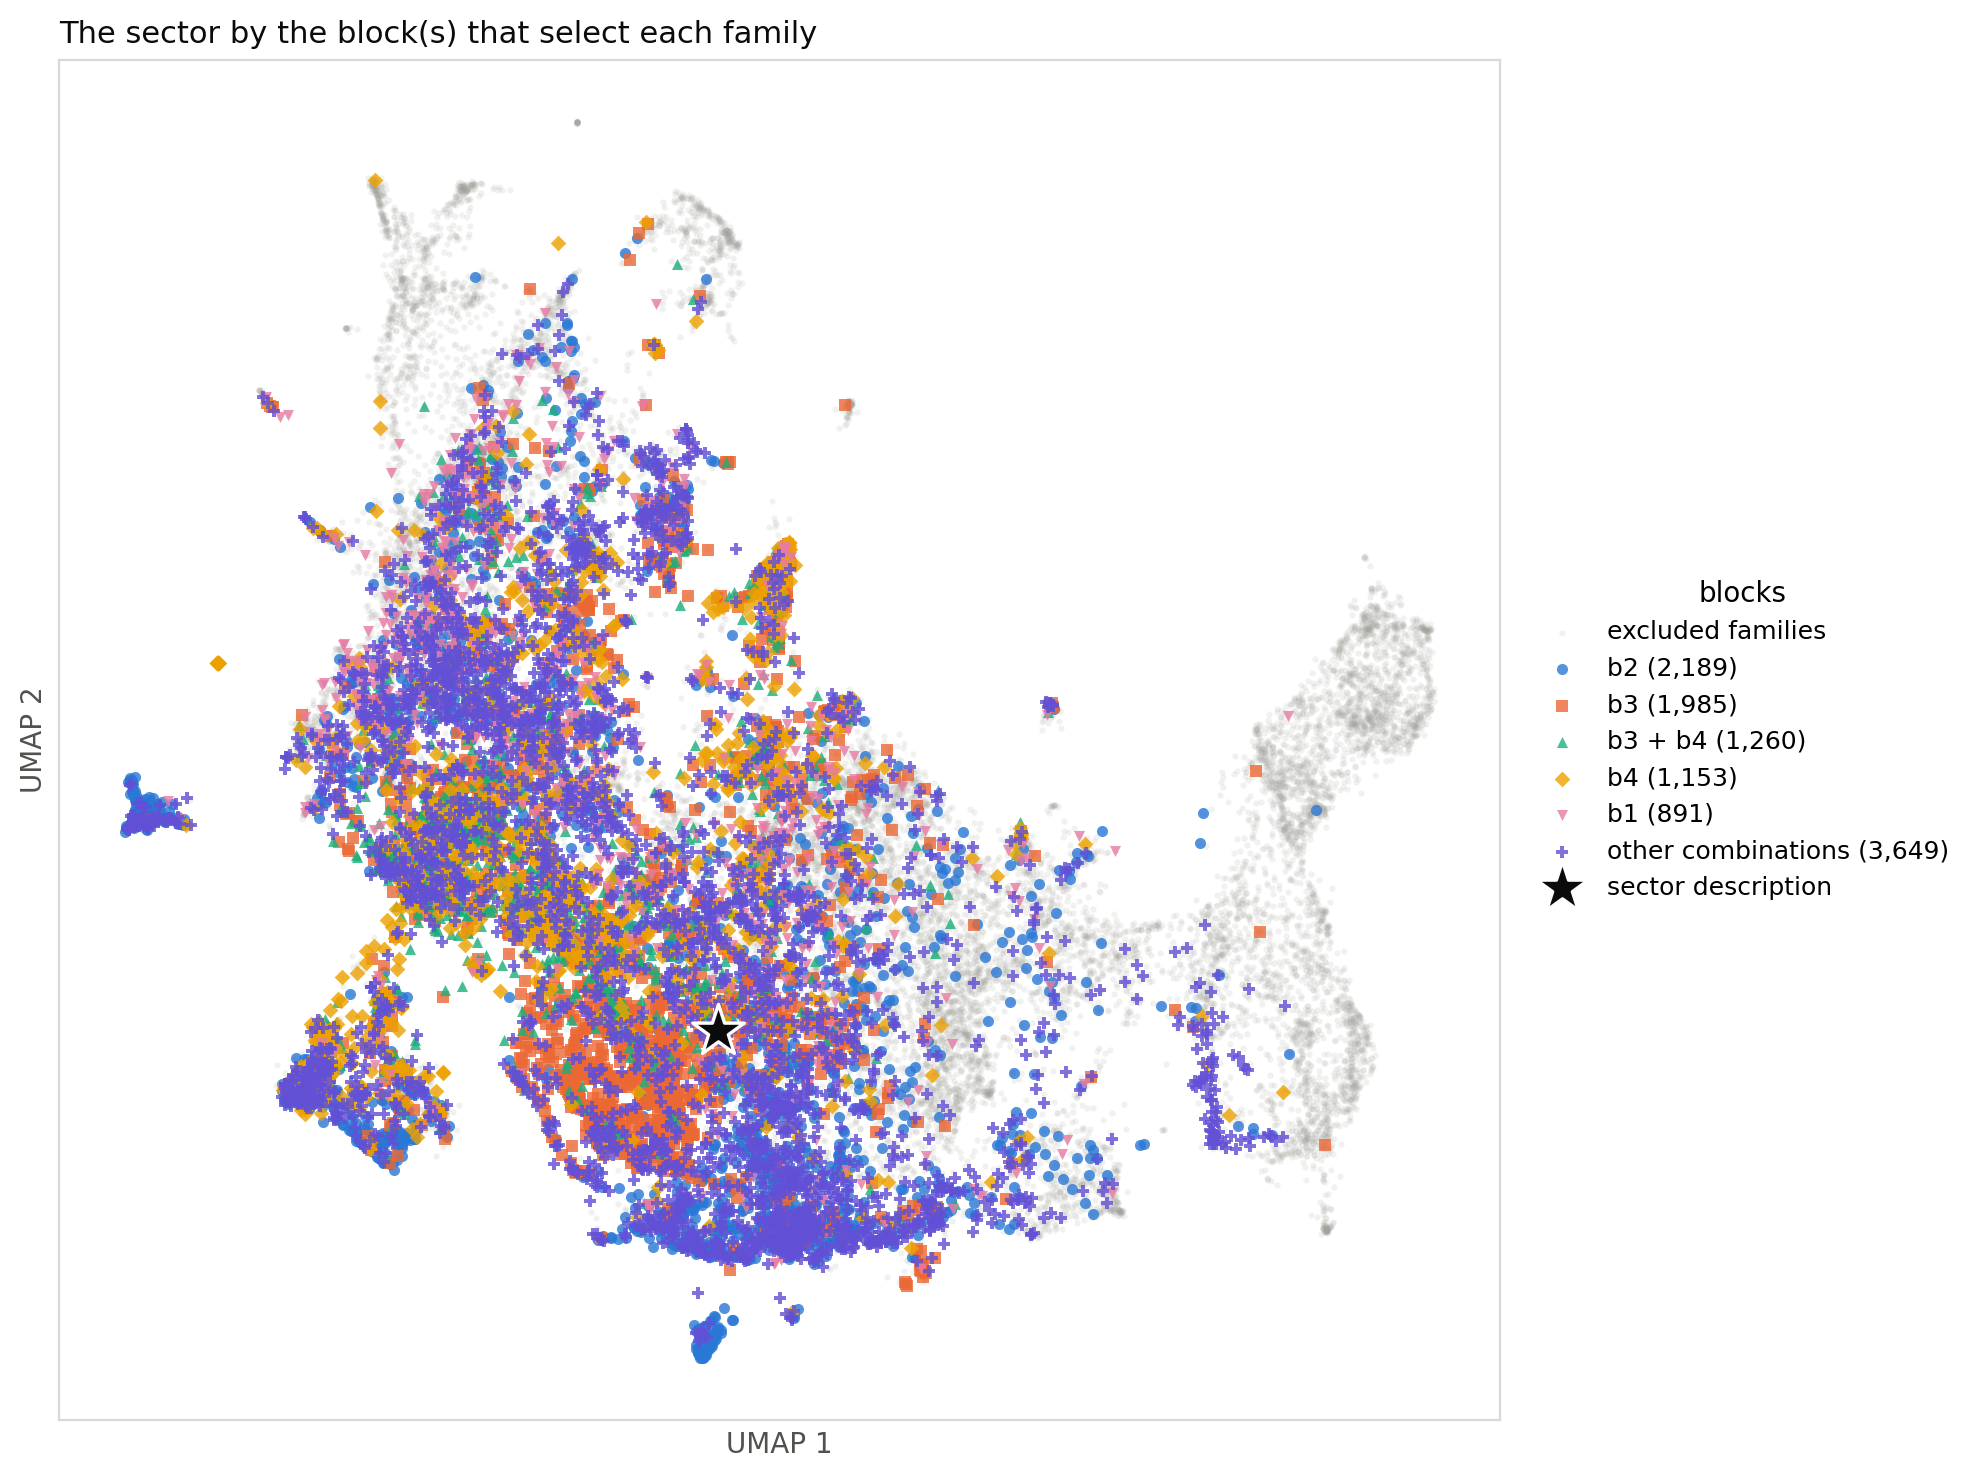 The sector by the block(s) that select each family
UMAP 2
UMAP 1
blocks
excluded families
b2 (2,189)
b3 (1,985)
b3 + b4 (1,260)
b4 (1,153)
b1 (891)
other combinations (3,649)
sector description